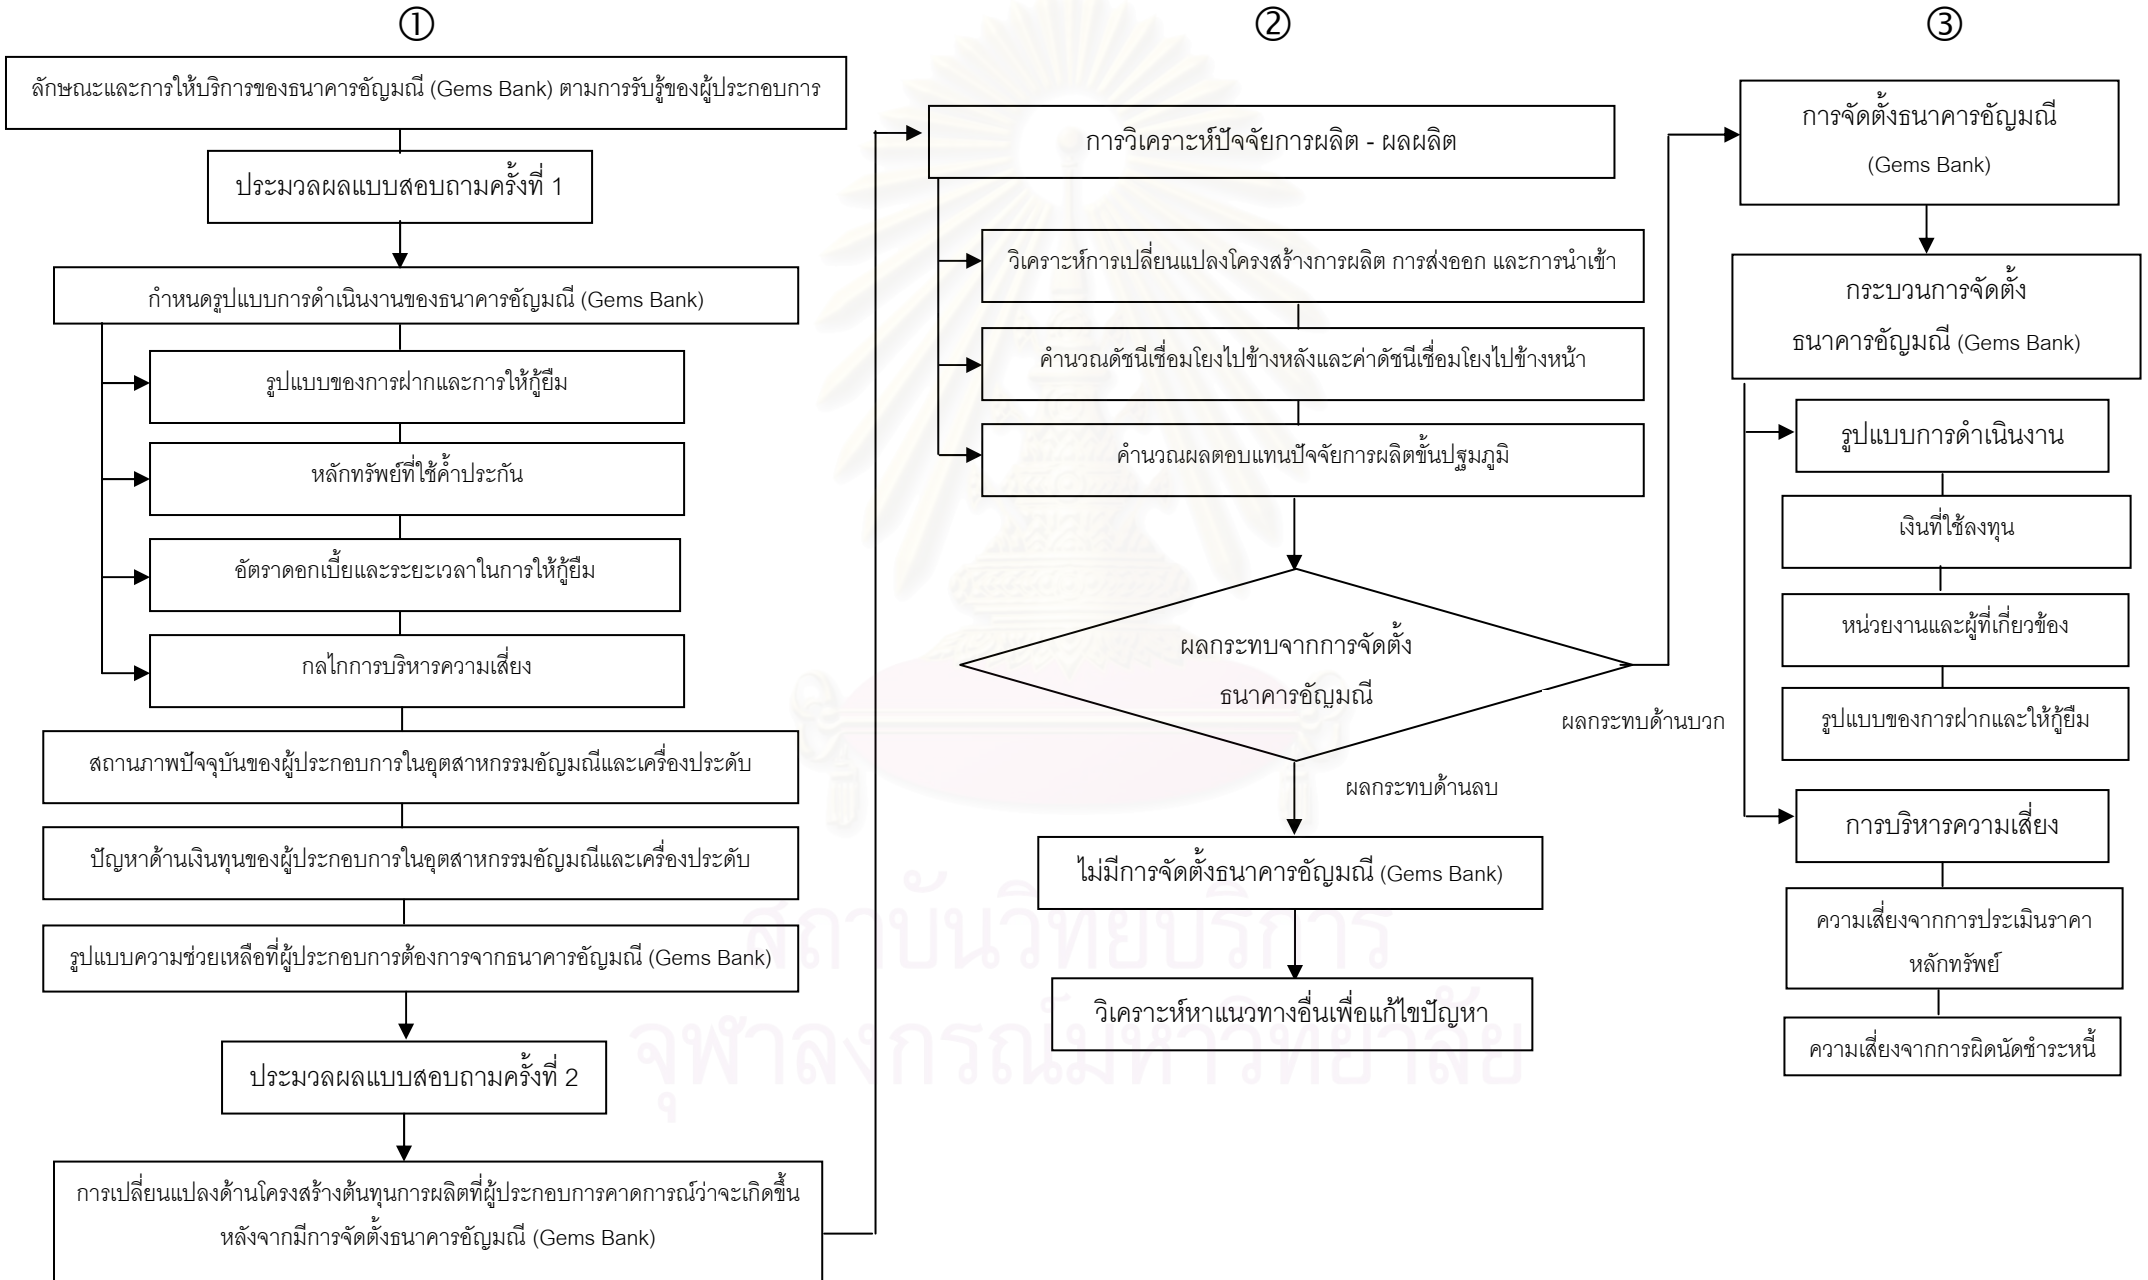 ①
ลักษณะและการให้บริการของธนาคารอัญมณี (Gems Bank) ตามการรับรู้ของผู้ประกอบการ
ประมวลผลแบบสอบถามครั้งที่ 1
กำหนดรูปแบบการดำเนินงานของธนาคารอัญมณี (Gems Bank)
รูปแบบของการฝากและการให้กู้ยืม
หลักทรัพย์ที่ใช้ค้ำประกัน
อัตราดอกเบี้ยและระยะเวลาในการให้กู้ยืม
กลไกการบริหารความเสี่ยง
สถานภาพปัจจุบันของผู้ประกอบการในอุตสาหกรรมอัญมณีและเครื่องประดับ
ปัญหาด้านเงินทุนของผู้ประกอบการในอุตสาหกรรมอัญมณีและเครื่องประดับ
รูปแบบความช่วยเหลือที่ผู้ประกอบการต้องการจากธนาคารอัญมณี (Gems Bank)
ประมวลผลแบบสอบถามครั้งที่ 2
การเปลี่ยนแปลงด้านโครงสร้างต้นทุนการผลิตที่ผู้ประกอบการคาดการณ์ว่าจะเกิดขึ้น
หลังจากมีการจัดตั้งธนาคารอัญมณี (Gems Bank)
②
การวิเคราะห์ปัจจัยการผลิต - ผลผลิต
วิเคราะห์การเปลี่ยนแปลงโครงสร้างการผลิต การส่งออก และการนำเข้า
คำนวณดัชนีเชื่อมโยงไปข้างหลังและค่าดัชนีเชื่อมโยงไปข้างหน้า
คำนวณผลตอบแทนปัจจัยการผลิตขั้นปฐมภูมิ
ผลกระทบจากการจัดตั้ง
ธนาคารอัญมณี
ผลกระทบด้านบวก
ผลกระทบด้านลบ
ไม่มีการจัดตั้งธนาคารอัญมณี (Gems Bank)
วิเคราะห์หาแนวทางอื่นเพื่อแก้ไขปัญหา
③
การจัดตั้งธนาคารอัญมณี
(Gems Bank)
กระบวนการจัดตั้ง
ธนาคารอัญมณี (Gems Bank)
รูปแบบการดำเนินงาน
เงินที่ใช้ลงทุน
หน่วยงานและผู้ที่เกี่ยวข้อง
รูปแบบของการฝากและให้กู้ยืม
การบริหารความเสี่ยง
ความเสี่ยงจากการประเมินราคา
หลักทรัพย์
ความเสี่ยงจากการผิดนัดชำระหนี้
สถาบันวิทยบริการ
จุฬาลงกรณ์มหาวิทยาลัย